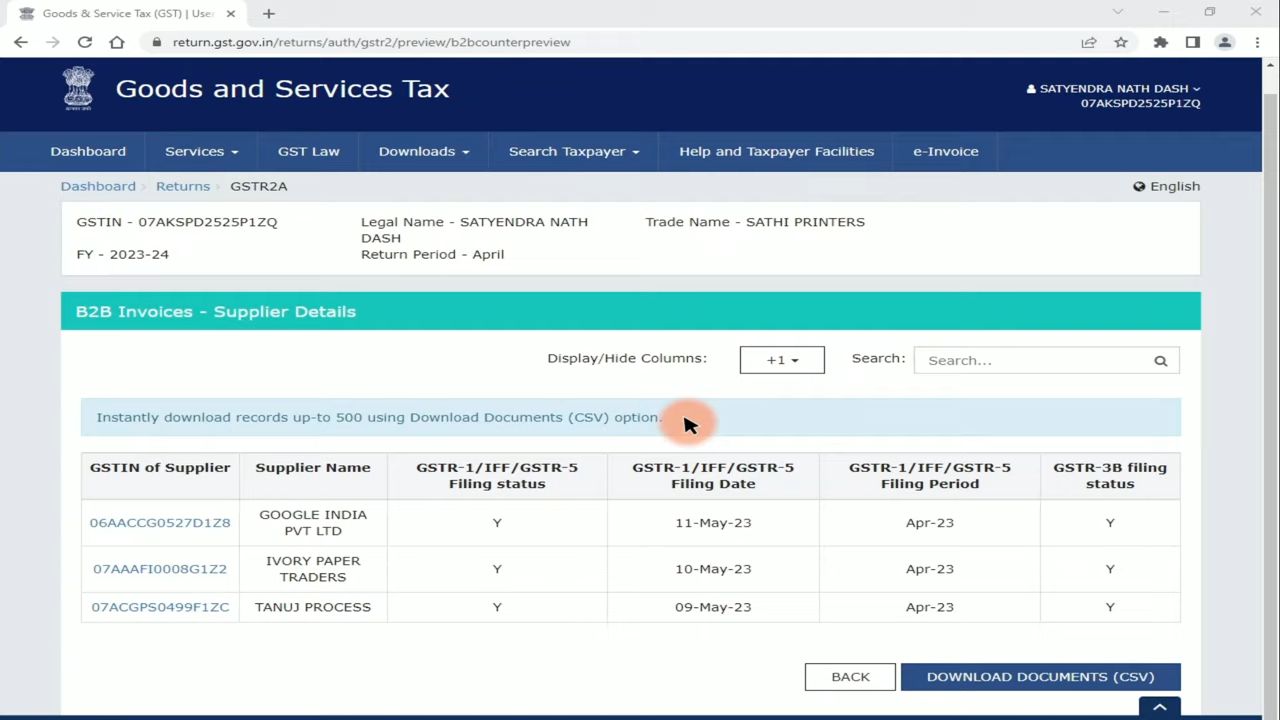 Goods & Service Tax (GST) | Use
return.gst.gov.in/returns/auth/gstr2/preview/b2bcounterpreview
Goods and Services Tax
SATYENDRA NATH DASH
07AKSPD2525P1ZQ
Dashboard Services GST Law Downloads Search Taxpayer Help and Taxpayer Facilities e-Invoice
Dashboard Returns GSTR2A English
GSTIN - 07AKSPD2525P1ZQ Legal Name - SATYENDRA NATH Trade Name - SATHI PRINTERS
DASH
FY - 2023-24 Return Period - April
B2B Invoices - Supplier Details
Display/Hide Columns: +1 Search: Search...
Instantly download records up-to 500 using Download Documents (CSV) option.
GSTIN of Supplier Supplier Name GSTR-1/IFF/GSTR-5 GSTR-1/IFF/GSTR-5 GSTR-1/IFF/GSTR-5 GSTR-3B filing
Filing status Filing Date Filing Period status
06AACCG0527D1Z8 GOOGLE INDIA Y 11-May-23 Apr-23 Y
PVT LTD
07AAAFI0008G1Z2 IVORY PAPER Y 10-May-23 Apr-23 Y
TRADERS
07ACGPS0499F1ZC TANUJ PROCESS Y 09-May-23 Apr-23 Y
BACK DOWNLOAD DOCUMENTS (CSV)